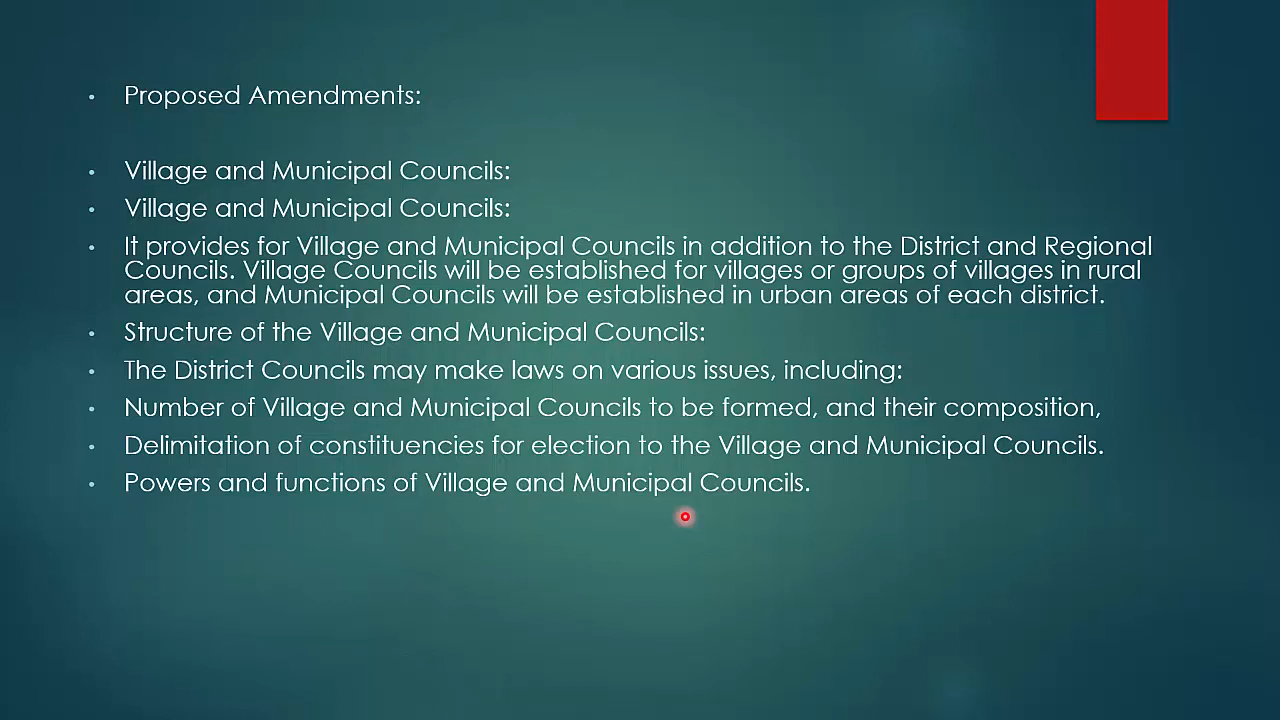 Proposed Amendments:
Village and Municipal Councils:
Village and Municipal Councils:
It provides for Village and Municipal Councils in addition to the District and Regional
Councils. Village Councils will be established for villages or groups of villages in rural
areas, and Municipal Councils will be established in urban areas of each district.
Structure of the Village and Municipal Councils:
The District Councils may make laws on various issues, including:
Number of Village and Municipal Councils to be formed, and their composition,
Delimitation of constituencies for election to the Village and Municipal Councils.
Powers and functions of Village and Municipal Councils.